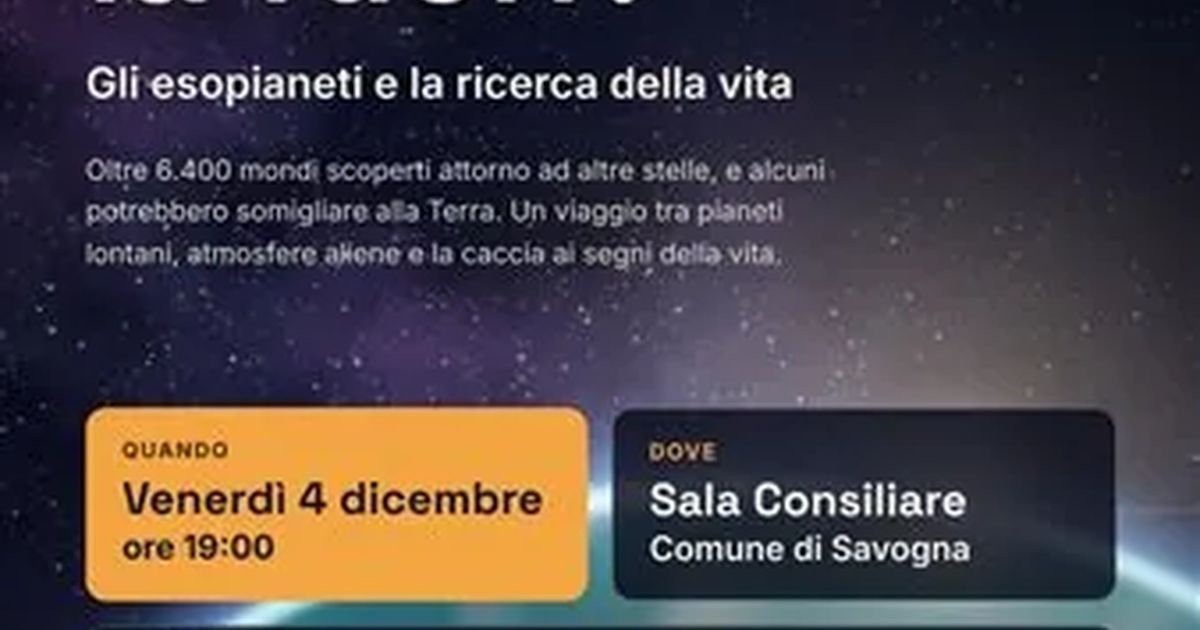 Gli esopianeti e la ricerca della vita
Oltre 6.400 mondi scoperti attorno ad altre stelle, e alcuni
potrebbero somigliare alla Terra. Un viaggio tra pianeti
lontani, atmosfere aliene e la caccia ai segni della vita.
QUANDO
Venerdì 4 dicembre
ore 19:00
DOVE
Sala Consiliare
Comune di Savogna